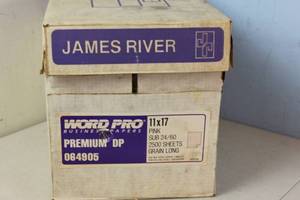 JAMES RIVER
WORD PRO
BUSINESS PAPERS
PREMIUM DP
064905
11x17
PINK
SUB 24/60
2500 SHEETS
GRAIN LONG